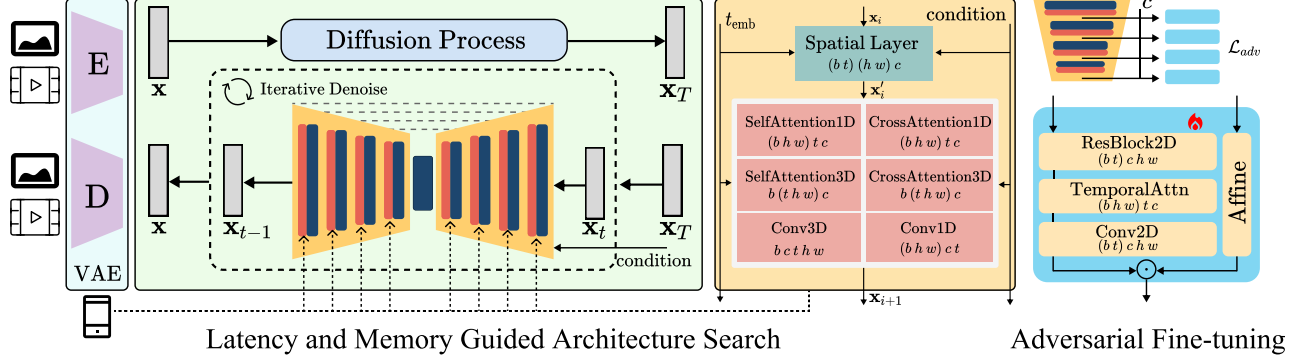 E
D
VAE
x
Diffusion Process
x_T
Iterative Denoise
x
x_{t−1}
x_t
x_T
condition
t_emb
x_i
condition
Spatial Layer
(b t) (h w) c
x'_i
SelfAttention1D
(b h w) t c
CrossAttention1D
(b h w) t c
SelfAttention3D
b (t h w) c
CrossAttention3D
b (t h w) c
Conv3D
b c t h w
Conv1D
(b h w) c t
x_{i+1}
c
ℒ_adv
ResBlock2D
(b t) c h w
TemporalAttn
(b h w) t c
Conv2D
(b t) c h w
Affine
Latency and Memory Guided Architecture Search
Adversarial Fine-tuning